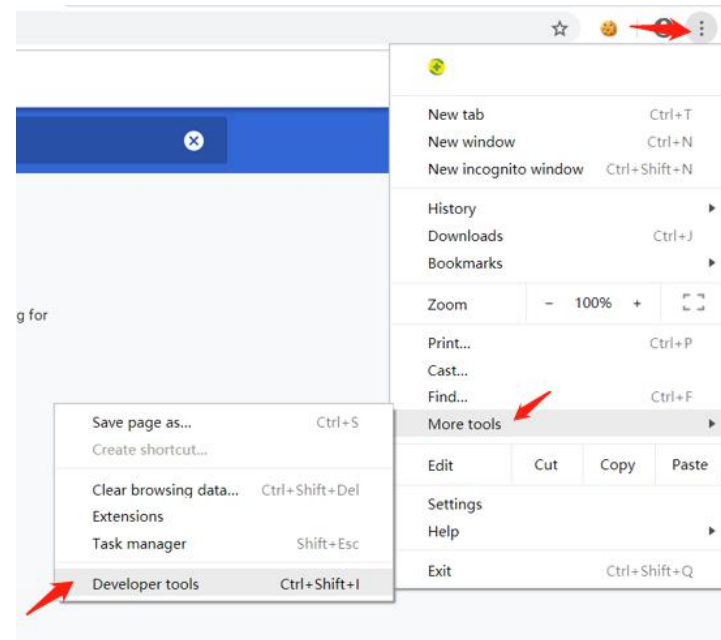 New tab Ctrl+T
New window Ctrl+N
New incognito window Ctrl+Shift+N
History
Downloads Ctrl+J
Bookmarks
Zoom - 100% +
g for
Print... Ctrl+P
Cast...
Find... Ctrl+F
More tools
Edit Cut Copy Paste
Settings
Help
Exit Ctrl+Shift+Q
Save page as... Ctrl+S
Create shortcut...
Clear browsing data... Ctrl+Shift+Del
Extensions
Task manager Shift+Esc
Developer tools Ctrl+Shift+I